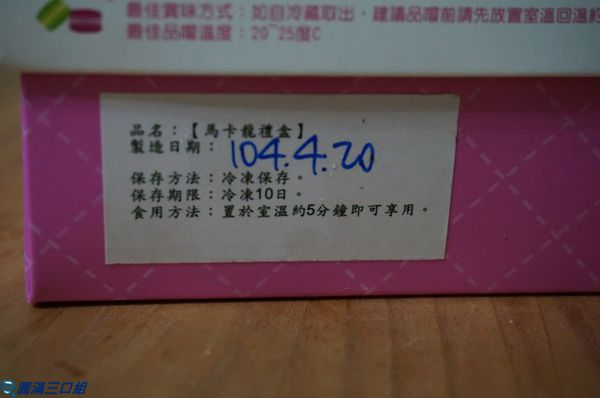 最佳賞味方式：如自冷藏取出，建議品嚐前請先放置室溫回溫約
最佳品嚐溫度：20~25度C
品名：【馬卡龍禮盒】
製造日期：104.4.20
保存方法：冷凍保存。
保存期限：冷凍10日。
食用方法：置於室溫約5分鐘即可享用。
圓滿三口組